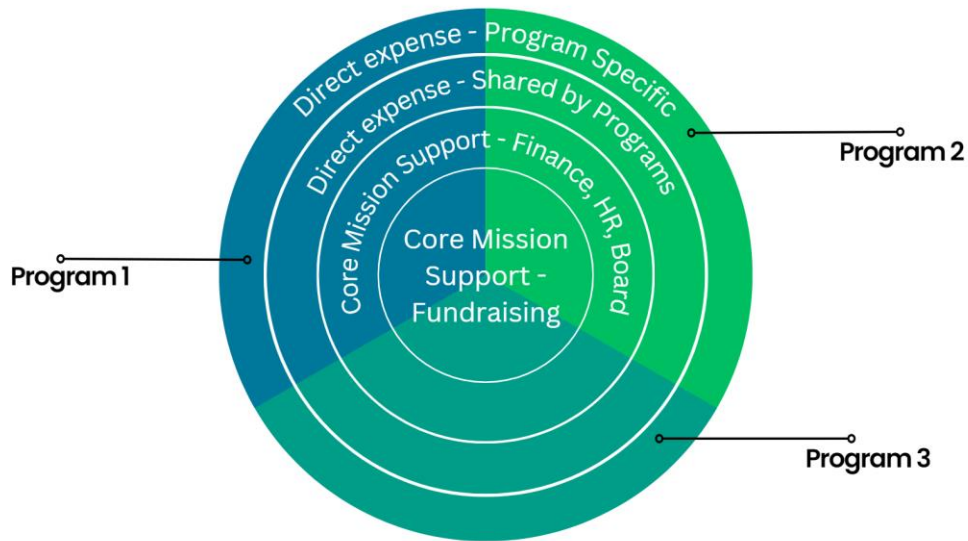 Direct expense - Program Specific
Direct expense - Shared by Programs
Core Mission Support - Finance, HR, Board
Core Mission
Support -
Fundraising
Program 2
Program 1
Program 3